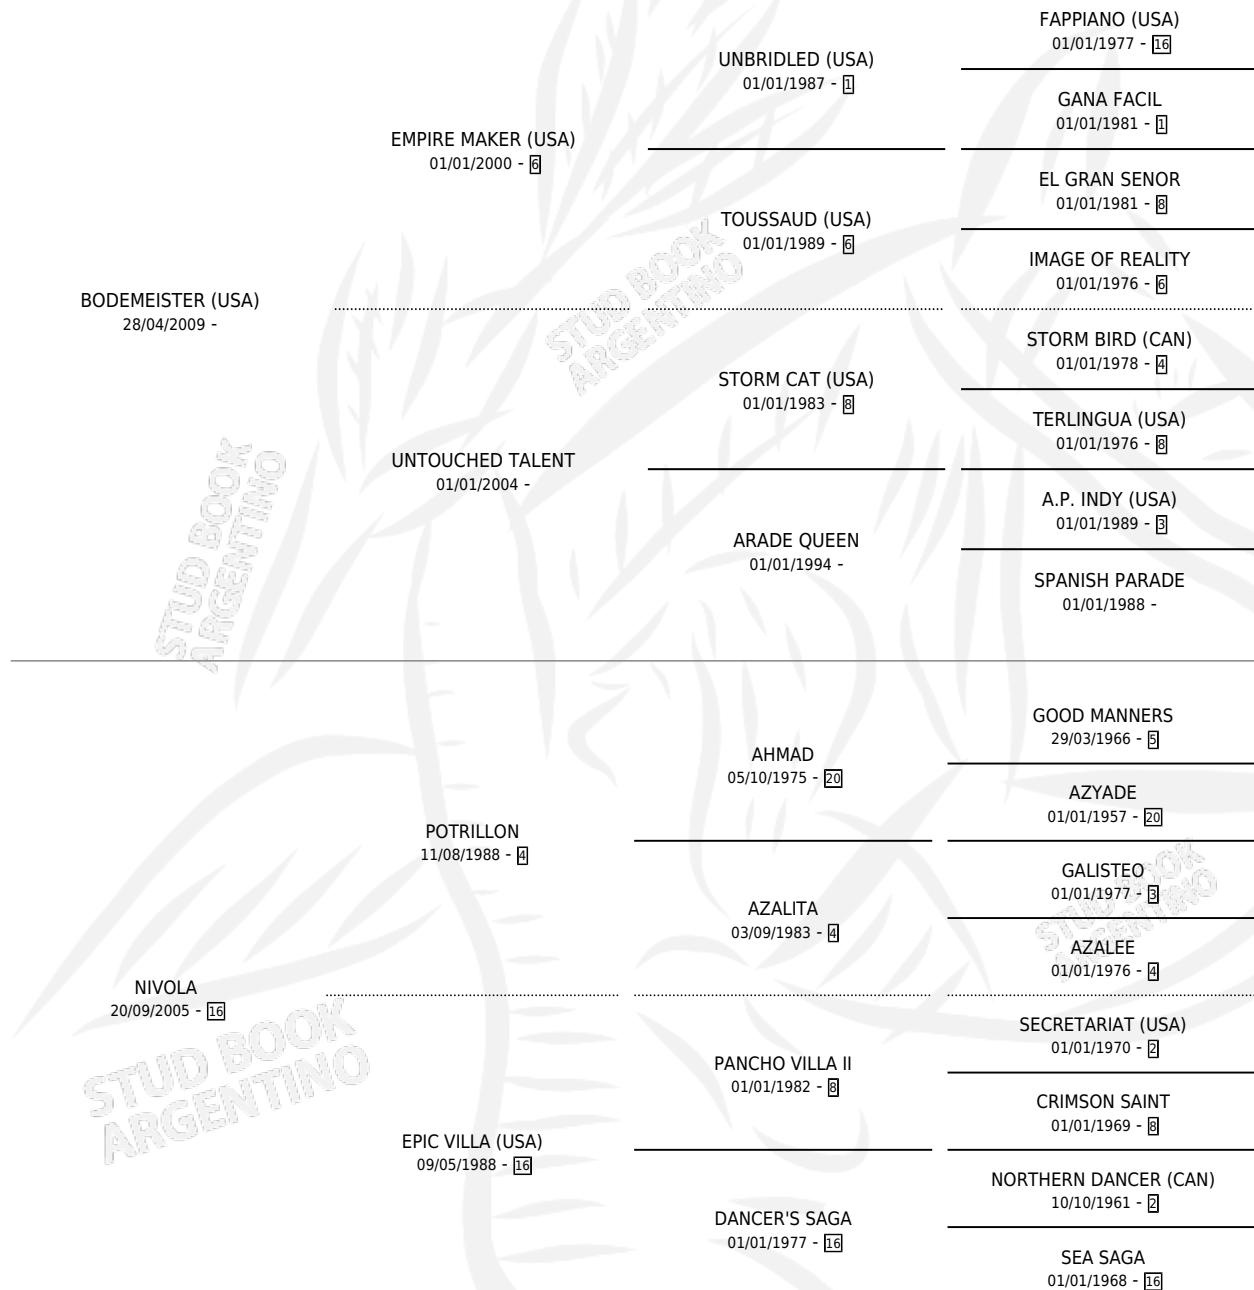 FAPPIANO (USA)
01/01/1977 - 16
UNBRIDLED (USA)
01/01/1987 - 1
GANA FACIL
01/01/1981 - 1
EMPIRE MAKER (USA)
01/01/2000 - 6
EL GRAN SENOR
01/01/1981 - 8
TOUSSAUD (USA)
01/01/1989 - 6
IMAGE OF REALITY
01/01/1976 - 6
BODEMEISTER (USA)
28/04/2009 -
STORM BIRD (CAN)
01/01/1978 - 4
STORM CAT (USA)
01/01/1983 - 8
TERLINGUA (USA)
01/01/1976 - 8
UNTOUCHED TALENT
01/01/2004 -
A.P. INDY (USA)
01/01/1989 - 3
ARADE QUEEN
01/01/1994 -
SPANISH PARADE
01/01/1988 -
GOOD MANNERS
29/03/1966 - 5
AHMAD
05/10/1975 - 20
AZYADE
01/01/1957 - 20
POTRILLON
11/08/1988 - 4
GALISTEO
01/01/1977 - 3
AZALITA
03/09/1983 - 4
AZALEE
01/01/1976 - 4
NIVOLA
20/09/2005 - 16
SECRETARIAT (USA)
01/01/1970 - 2
PANCHO VILLA II
01/01/1982 - 8
CRIMSON SAINT
01/01/1969 - 8
EPIC VILLA (USA)
09/05/1988 - 16
NORTHERN DANCER (CAN)
10/10/1961 - 2
DANCER'S SAGA
01/01/1977 - 16
SEA SAGA
01/01/1968 - 16
STUD BOOK
ARGENTINO
STUD BOOK
ARGENTINO
STUD BOOK
ARGENTINO
STUD BOOK
ARGENTINO